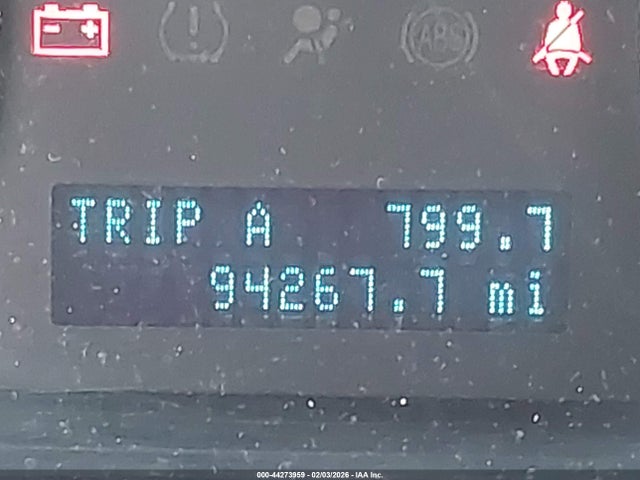 ABS
TRIP A 799.7
94267.7 mi
000-44273959 - 02/03/2026 - IAA Inc.